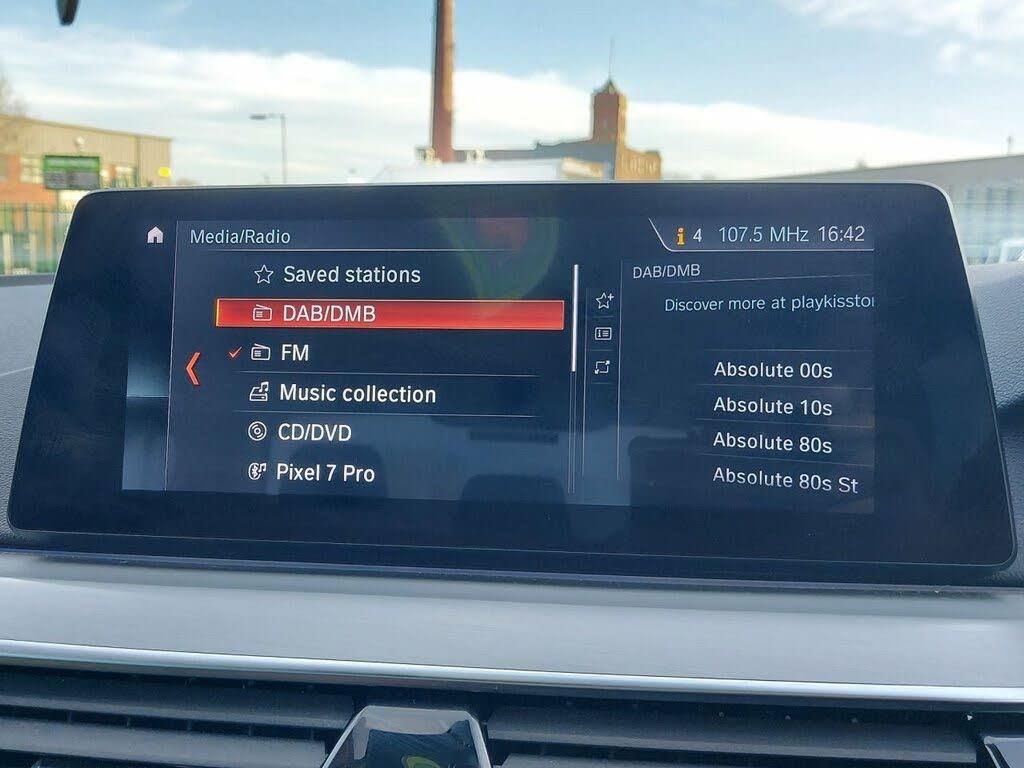 Media/Radio
i 4 107.5 MHz 16:42
Saved stations
DAB/DMB
FM
Music collection
CD/DVD
Pixel 7 Pro
DAB/DMB
Discover more at playkissto
Absolute 00s
Absolute 10s
Absolute 80s
Absolute 80s St